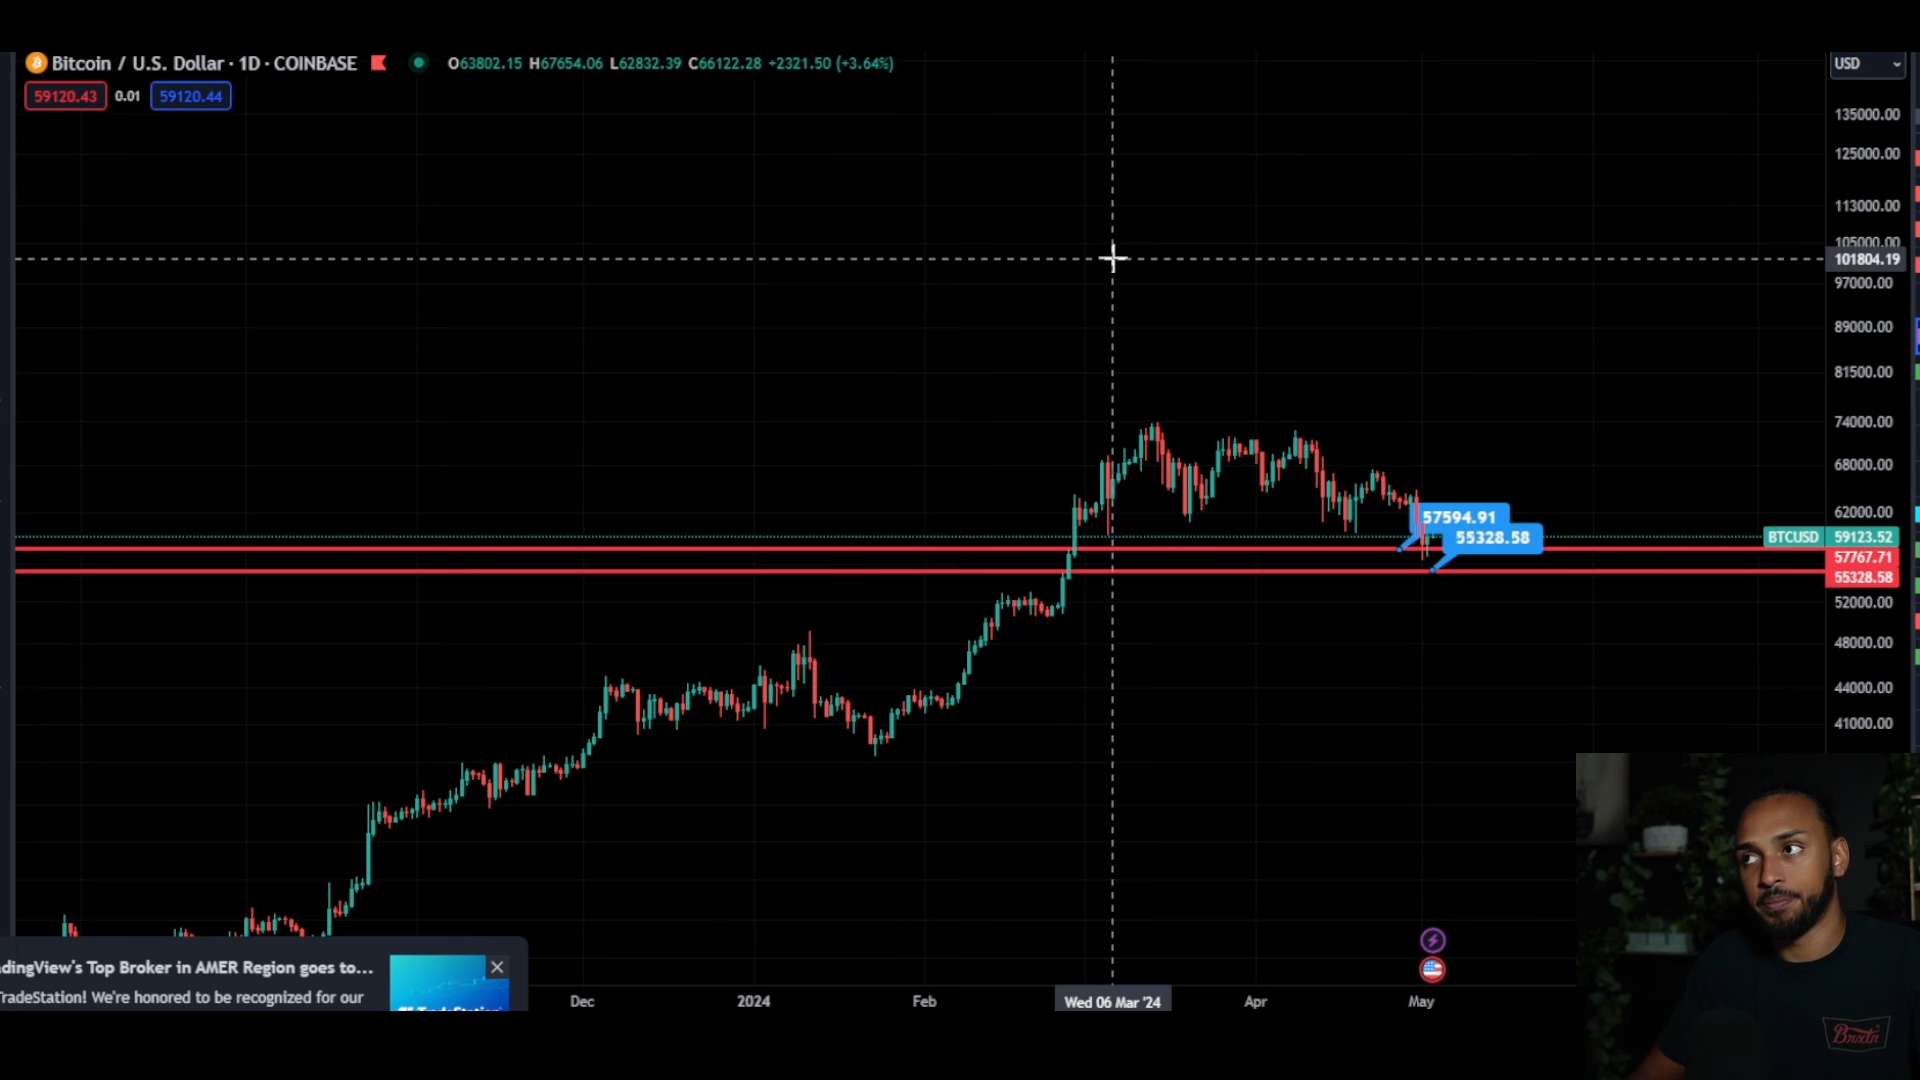 Bitcoin / U.S. Dollar · 1D · COINBASE O63802.15 H67654.06 L62832.39 C66122.28 +2321.50 (+3.64%)
USD
59120.43 0.01 59120.44
135000.00
125000.00
113000.00
105000.00
101804.19
97000.00
89000.00
81500.00
74000.00
68000.00
62000.00
57594.91
55328.58
BTCUSD 59123.52
57767.71
55328.58
52000.00
48000.00
44000.00
41000.00
dingView's Top Broker in AMER Region goes to...
TradeStation! We're honored to be recognized for our
Dec 2024 Feb Wed 06 Mar '24 Apr May
Brixton